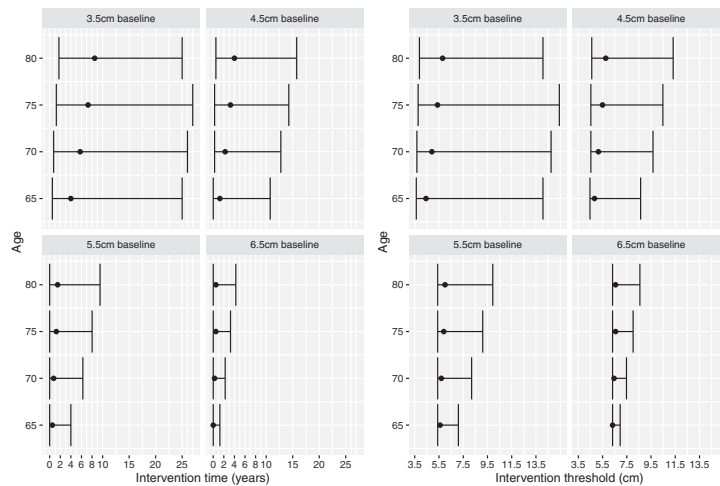 3.5cm baseline 4.5cm baseline 3.5cm baseline 4.5cm baseline
80 80
75 75
70 70
65 65
Age Age
5.5cm baseline 6.5cm baseline 5.5cm baseline 6.5cm baseline
80 80
75 75
70 70
65 65
0 2 4 6 8 10 15 20 25 0 2 4 6 8 10 15 20 25 3.5 5.5 7.5 9.5 11.5 13.5 3.5 5.5 7.5 9.5 11.5 13.5
Intervention time (years) Intervention threshold (cm)